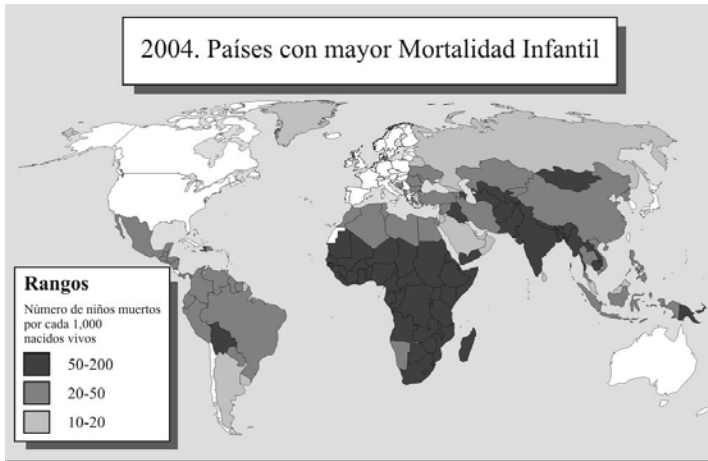 2004. Países con mayor Mortalidad Infantil
Rangos
Número de niños muertos
por cada 1,000
nacidos vivos
50-200
20-50
10-20